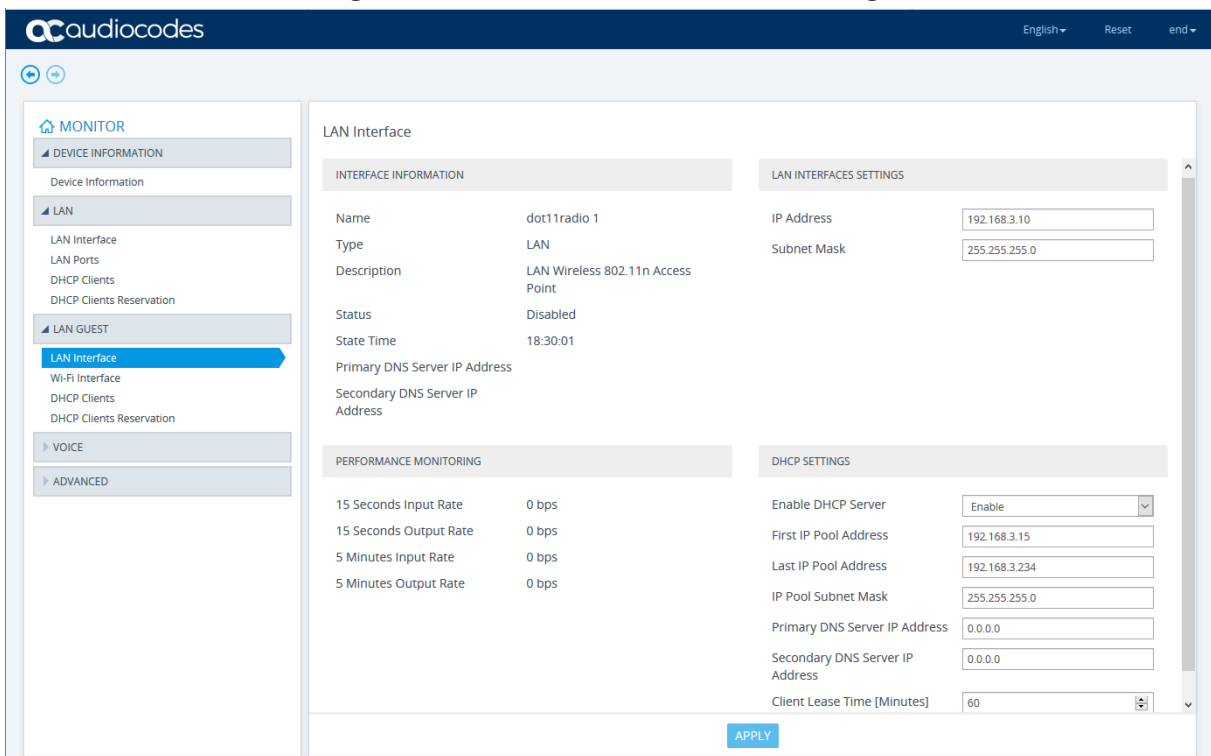 audiocodes
English
Reset
end
MONITOR
DEVICE INFORMATION
Device Information
LAN
LAN Interface
LAN Ports
DHCP Clients
DHCP Clients Reservation
LAN GUEST
LAN Interface
Wi-Fi Interface
DHCP Clients
DHCP Clients Reservation
VOICE
ADVANCED
LAN Interface
INTERFACE INFORMATION
Name dot11radio 1
Type LAN
Description LAN Wireless 802.11n Access
Point
Status Disabled
State Time 18:30:01
Primary DNS Server IP Address
Secondary DNS Server IP
Address
LAN INTERFACES SETTINGS
IP Address 192.168.3.10
Subnet Mask 255.255.255.0
PERFORMANCE MONITORING
15 Seconds Input Rate 0 bps
15 Seconds Output Rate 0 bps
5 Minutes Input Rate 0 bps
5 Minutes Output Rate 0 bps
DHCP SETTINGS
Enable DHCP Server Enable
First IP Pool Address 192.168.3.15
Last IP Pool Address 192.168.3.234
IP Pool Subnet Mask 255.255.255.0
Primary DNS Server IP Address 0.0.0.0
Secondary DNS Server IP 0.0.0.0
Address
Client Lease Time [Minutes] 60
APPLY